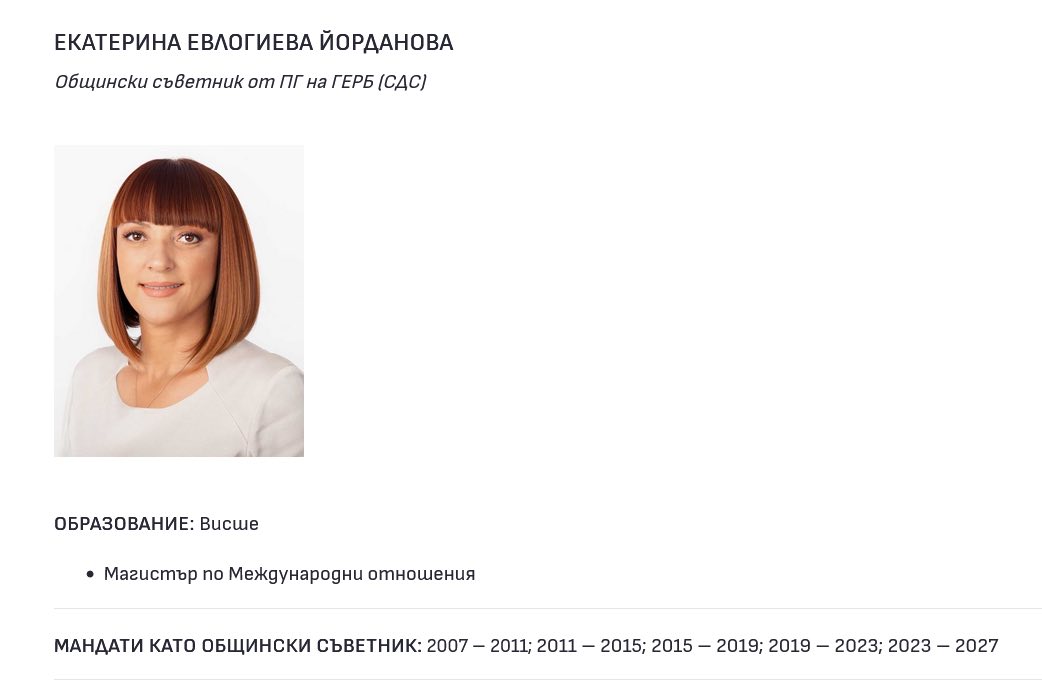 ЕКАТЕРИНА ЕВЛОГИЕВА ЙОРДАНОВА
Общински съветник от ПГ на ГЕРБ (СДС)
ОБРАЗОВАНИЕ: Висше
• Магистър по Международни отношения
МАНДАТИ КАТО ОБЩИНСКИ СЪВЕТНИК: 2007 – 2011; 2011 – 2015; 2015 – 2019; 2019 – 2023; 2023 – 2027